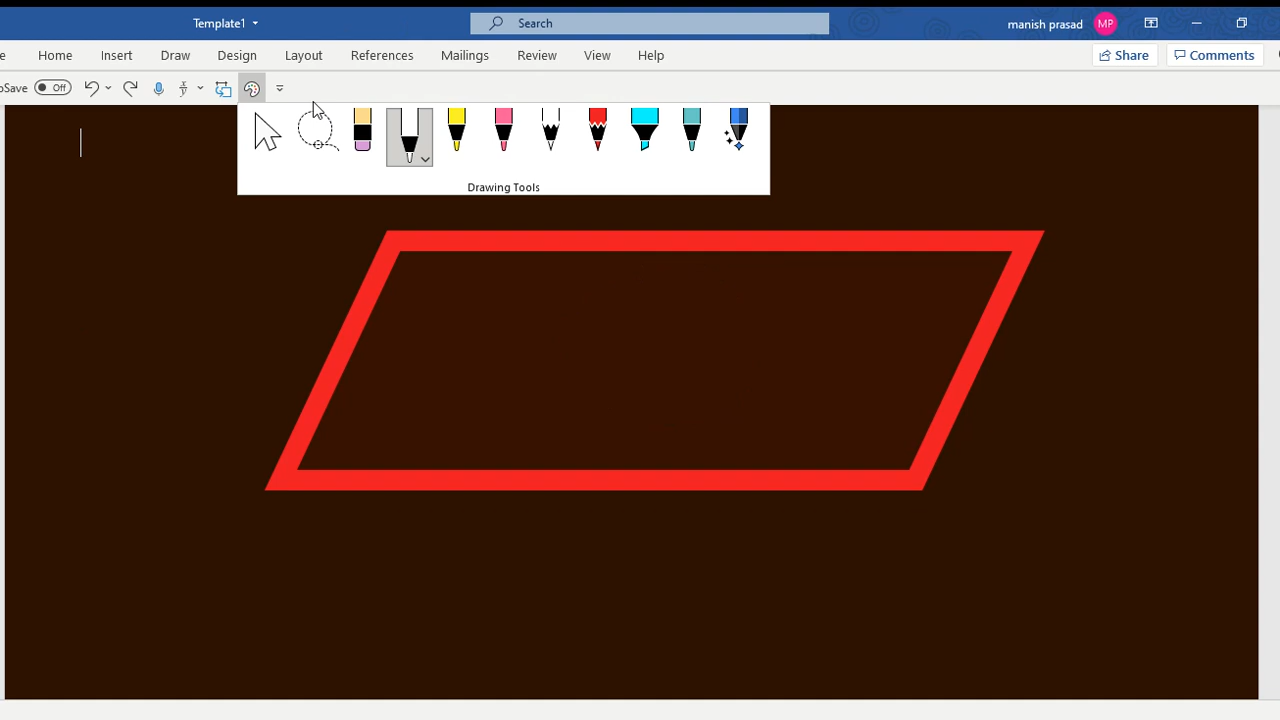 Template1
Search
manish prasad MP
e Home Insert Draw Design Layout References Mailings Review View Help Share Comments
oSave Off
Drawing Tools